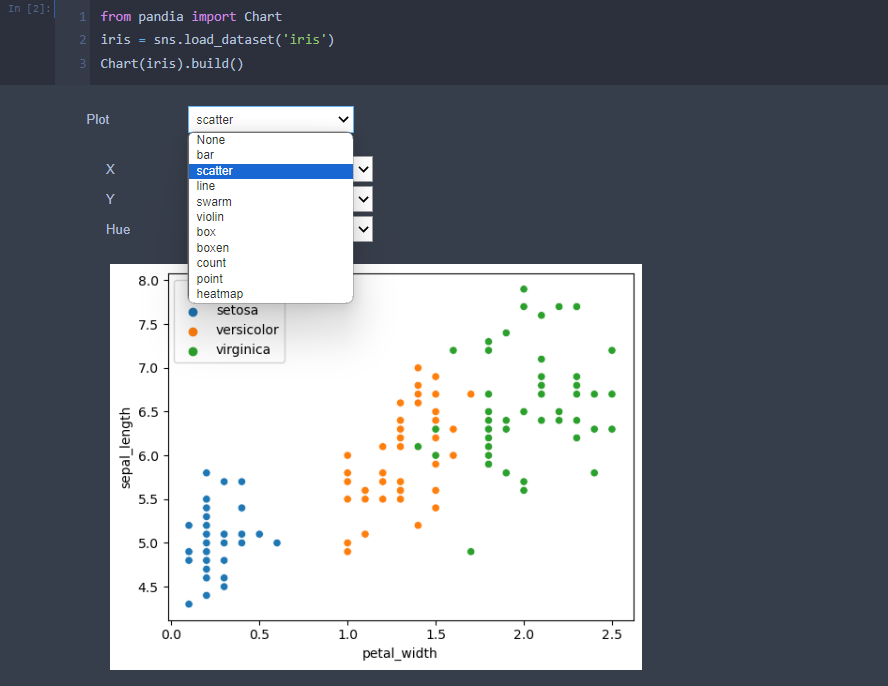 In [2]:
1 from pandia import Chart
2 iris = sns.load_dataset('iris')
3 Chart(iris).build()
Plot
scatter
None
bar
scatter
line
swarm
violin
box
boxen
count
point
heatmap
X
Y
Hue
setosa
versicolor
virginica
8.0
7.5
7.0
6.5
6.0
5.5
5.0
4.5
sepal_length
0.0 0.5 1.0 1.5 2.0 2.5
petal_width